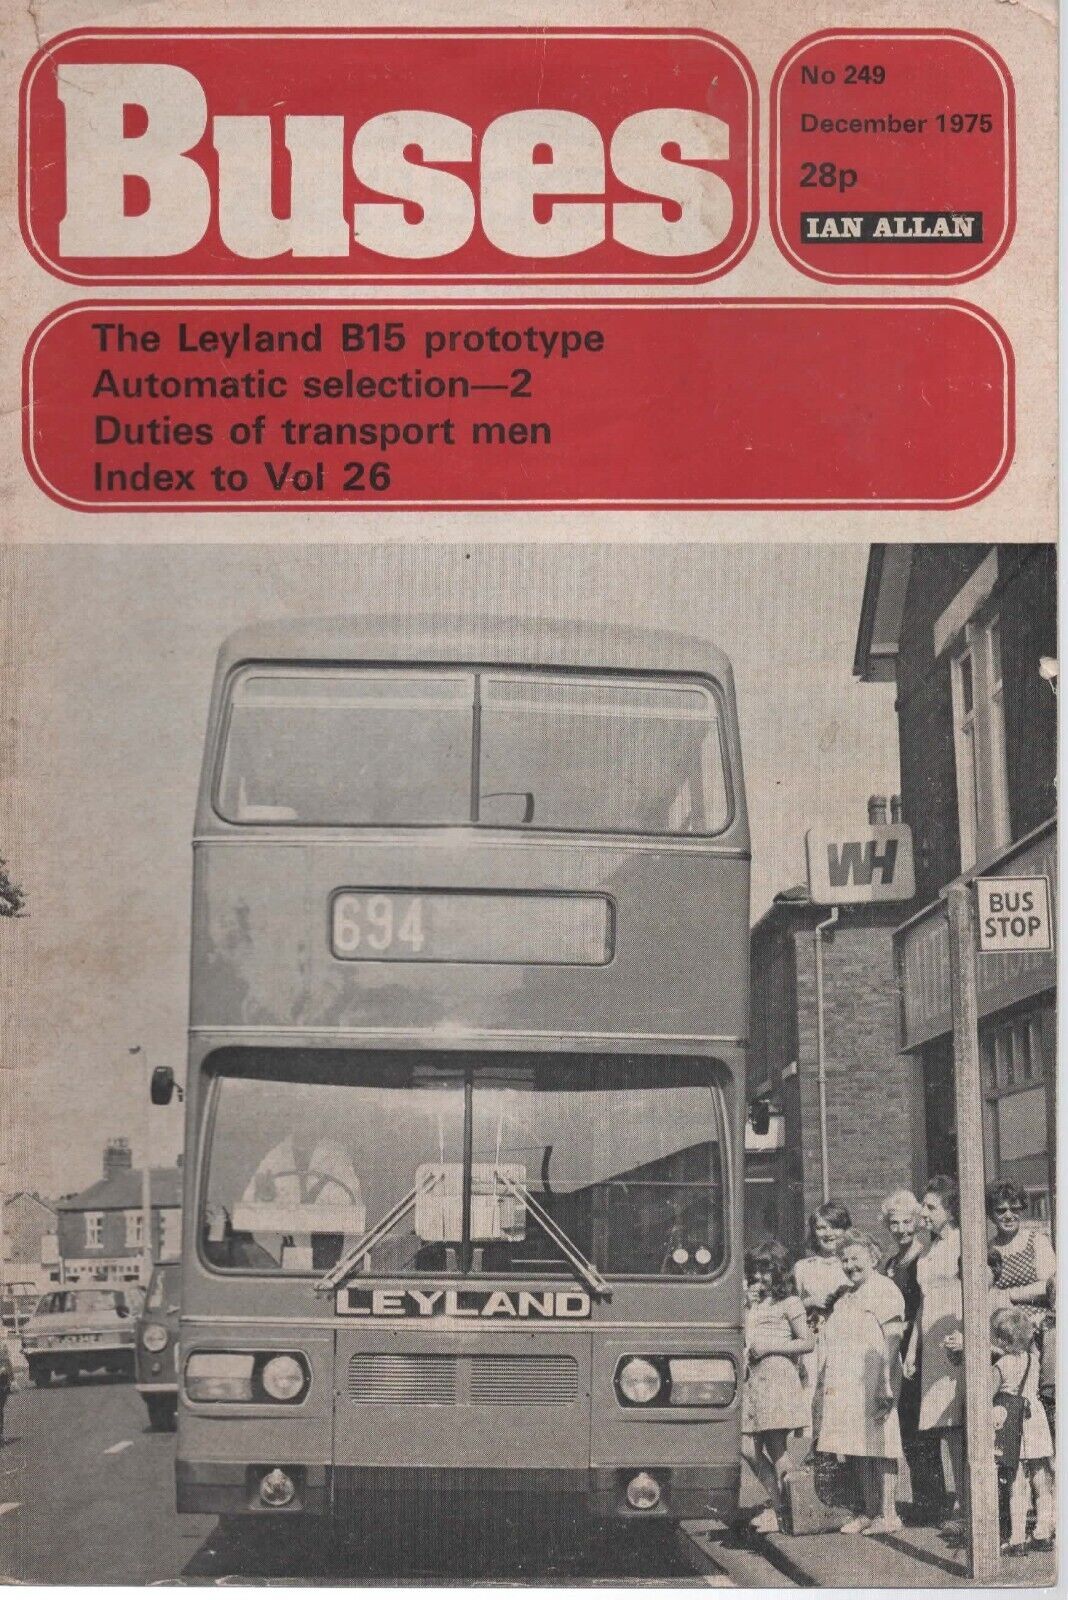 Buses
No 249
December 1975
28p
IAN ALLAN
The Leyland B15 prototype
Automatic selection—2
Duties of transport men
Index to Vol 26
694
WH
BUS
STOP
LEYLAND